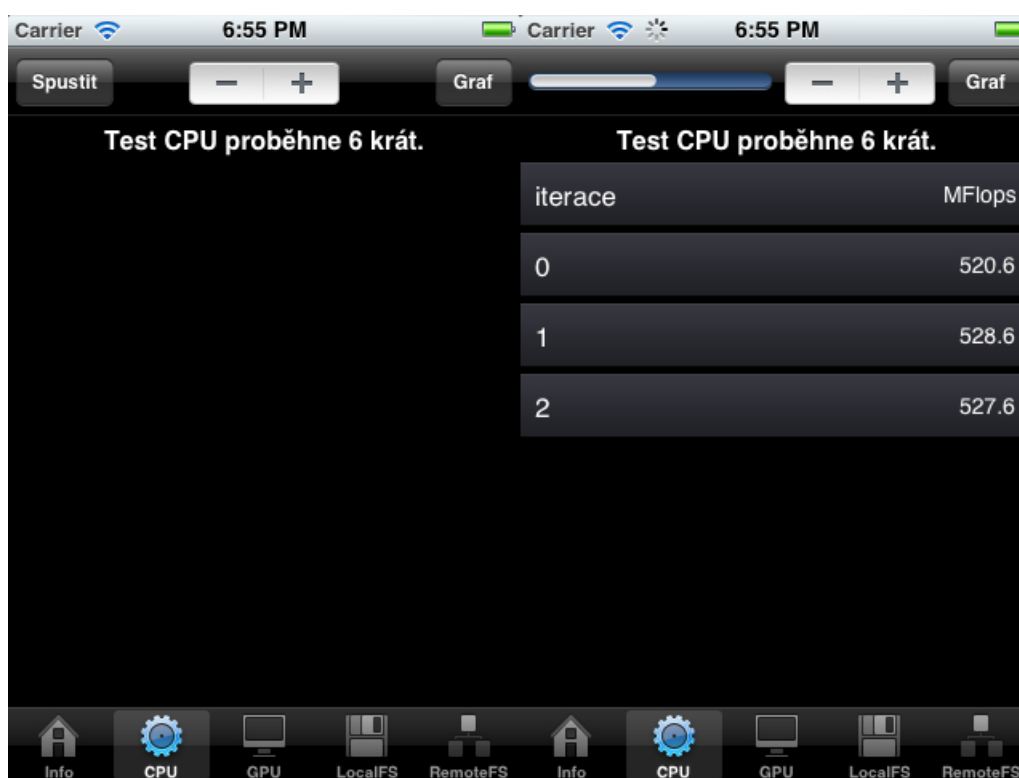 Carrier 6:55 PM
Spustit − + Graf
Test CPU proběhne 6 krát.
Info CPU GPU LocalFS RemoteFS
Carrier 6:55 PM
− + Graf
Test CPU proběhne 6 krát.
iterace MFlops
0 520.6
1 528.6
2 527.6
Info CPU GPU LocalFS RemoteFS